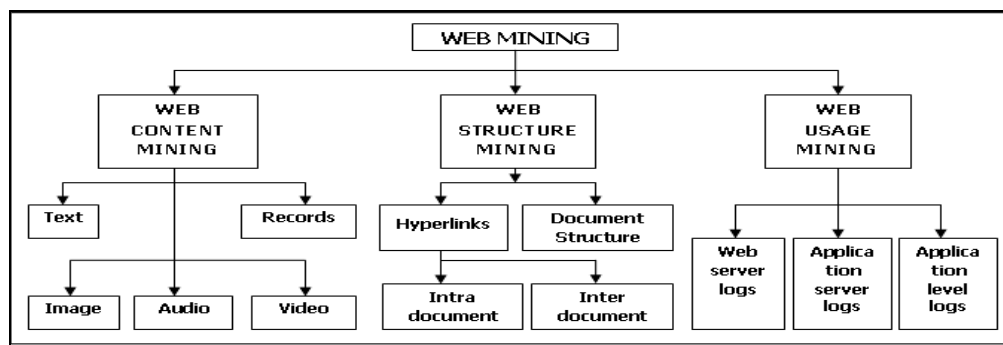 WEB MINING
WEB
CONTENT
MINING
WEB
STRUCTURE
MINING
WEB
USAGE
MINING
Text
Records
Hyperlinks
Document
Structure
Image
Audio
Video
Intra
document
Inter
document
Web
server
logs
Applica
tion
server
logs
Applica
tion
level
logs